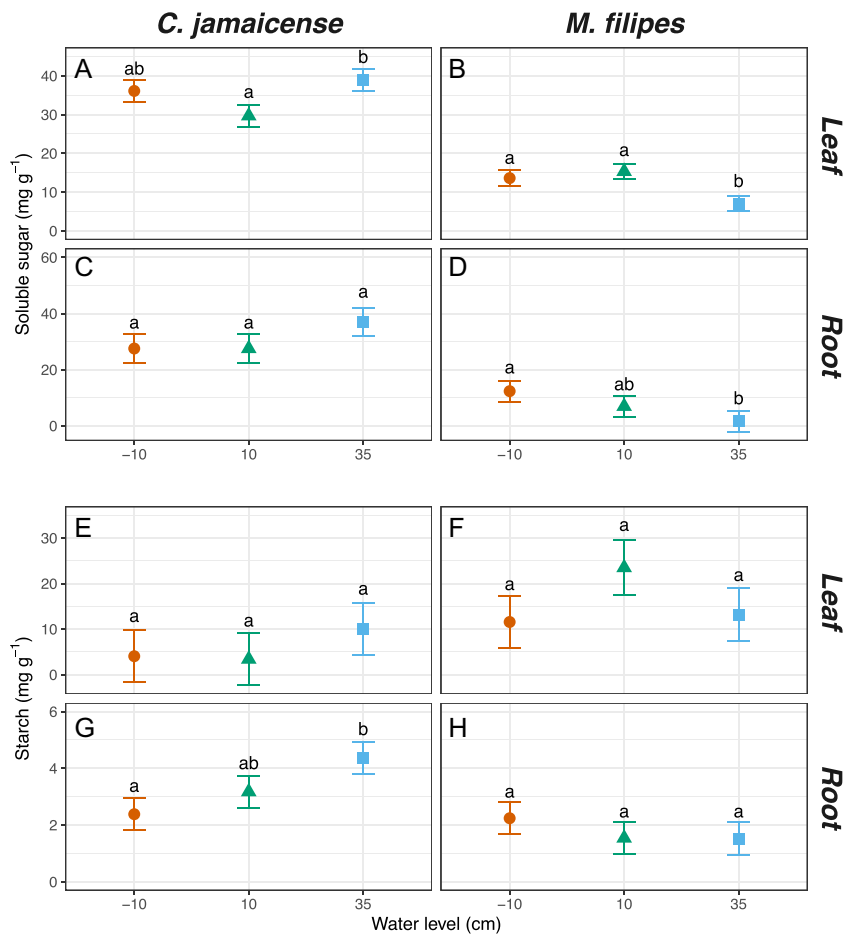 C. jamaicense M. filipes
A ab a b
B a a b
Leaf
40
30
20
10
0
Soluble sugar (mg g⁻¹)
C a a a
D a ab b
Root
60
40
20
0
−10 10 35 −10 10 35
E a a a
F a a a
Leaf
30
20
10
0
Starch (mg g⁻¹)
G a ab b
H a a a
Root
6
4
2
0
−10 10 35 −10 10 35
Water level (cm)